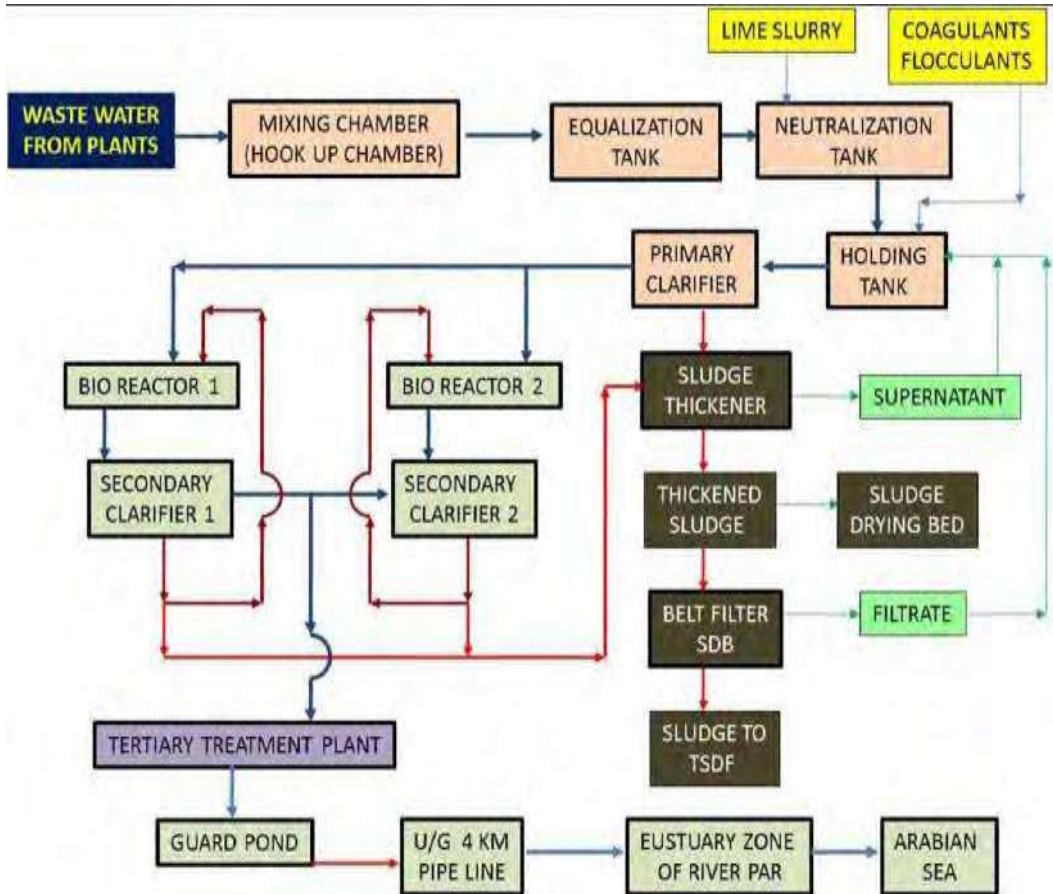 LIME SLURRY
COAGULANTS
FLOCCULANTS
WASTE WATER
FROM PLANTS
MIXING CHAMBER
(HOOK UP CHAMBER)
EQUALIZATION
TANK
NEUTRALIZATION
TANK
PRIMARY
CLARIFIER
HOLDING
TANK
BIO REACTOR 1
BIO REACTOR 2
SLUDGE
THICKENER
SUPERNATANT
SECONDARY
CLARIFIER 1
SECONDARY
CLARIFIER 2
THICKENED
SLUDGE
SLUDGE
DRYING BED
BELT FILTER
SDB
FILTRATE
SLUDGE TO
TSDF
TERTIARY TREATMENT PLANT
GUARD POND
U/G 4 KM
PIPE LINE
EUSTUARY ZONE
OF RIVER PAR
ARABIAN
SEA